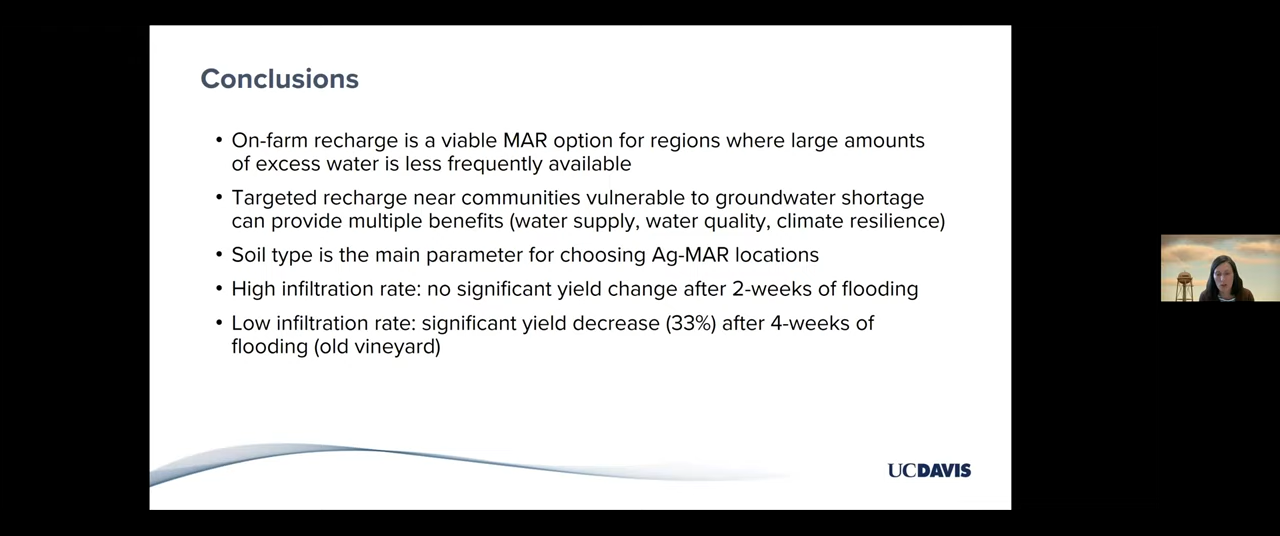 Conclusions
• On-farm recharge is a viable MAR option for regions where large amounts
of excess water is less frequently available
• Targeted recharge near communities vulnerable to groundwater shortage
can provide multiple benefits (water supply, water quality, climate resilience)
• Soil type is the main parameter for choosing Ag-MAR locations
• High infiltration rate: no significant yield change after 2-weeks of flooding
• Low infiltration rate: significant yield decrease (33%) after 4-weeks of
flooding (old vineyard)
UCDAVIS